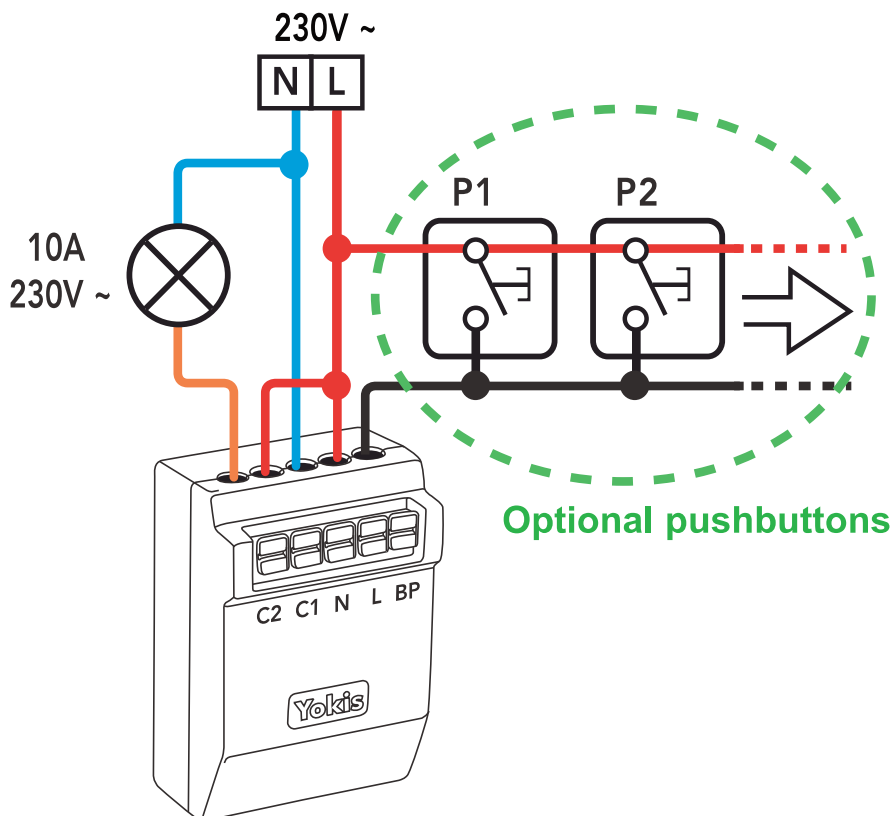 230V ~
N L
P1 P2
10A
230V ~
Optional pushbuttons
C2 C1 N L BP
Yokis